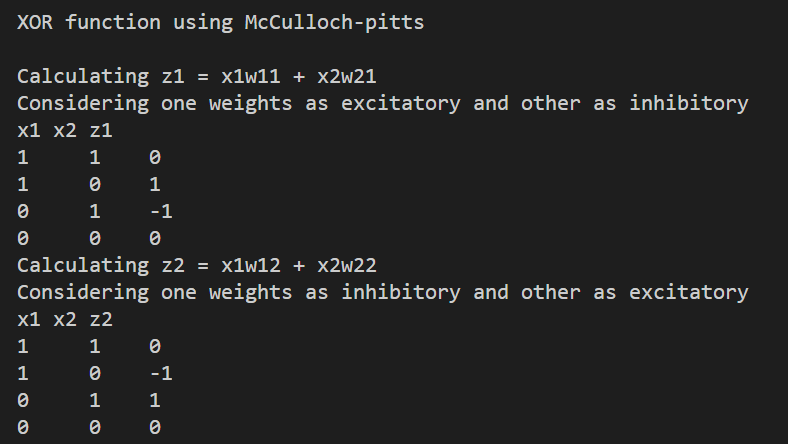 XOR function using McCulloch-pitts
Calculating z1 = x1w11 + x2w21
Considering one weights as excitatory and other as inhibitory
x1 x2 z1
1 1 0
1 0 1
0 1 -1
0 0 0
Calculating z2 = x1w12 + x2w22
Considering one weights as inhibitory and other as excitatory
x1 x2 z2
1 1 0
1 0 -1
0 1 1
0 0 0